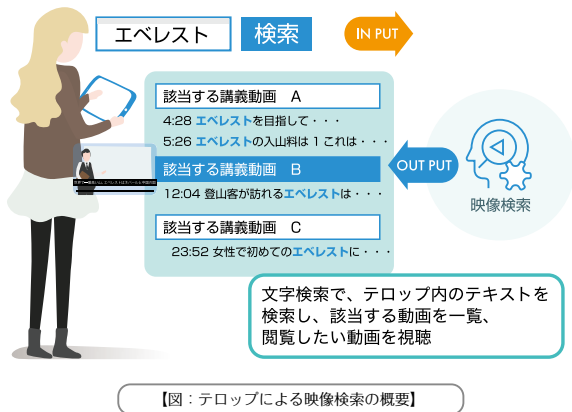 エベレスト 検索 IN PUT
該当する講義動画 A
4:28 エベレストを目指して・・・
5:26 エベレストの入山料は 1 これは・・・
該当する講義動画 B
OUT PUT
12:04 登山客が訪れるエベレストは・・・
映像検索
該当する講義動画 C
23:52 女性で初めてのエベレストに・・・
文字検索で、テロップ内のテキストを
検索し、該当する動画を一覧、
閲覧したい動画を視聴
【図：テロップによる映像検索の概要】